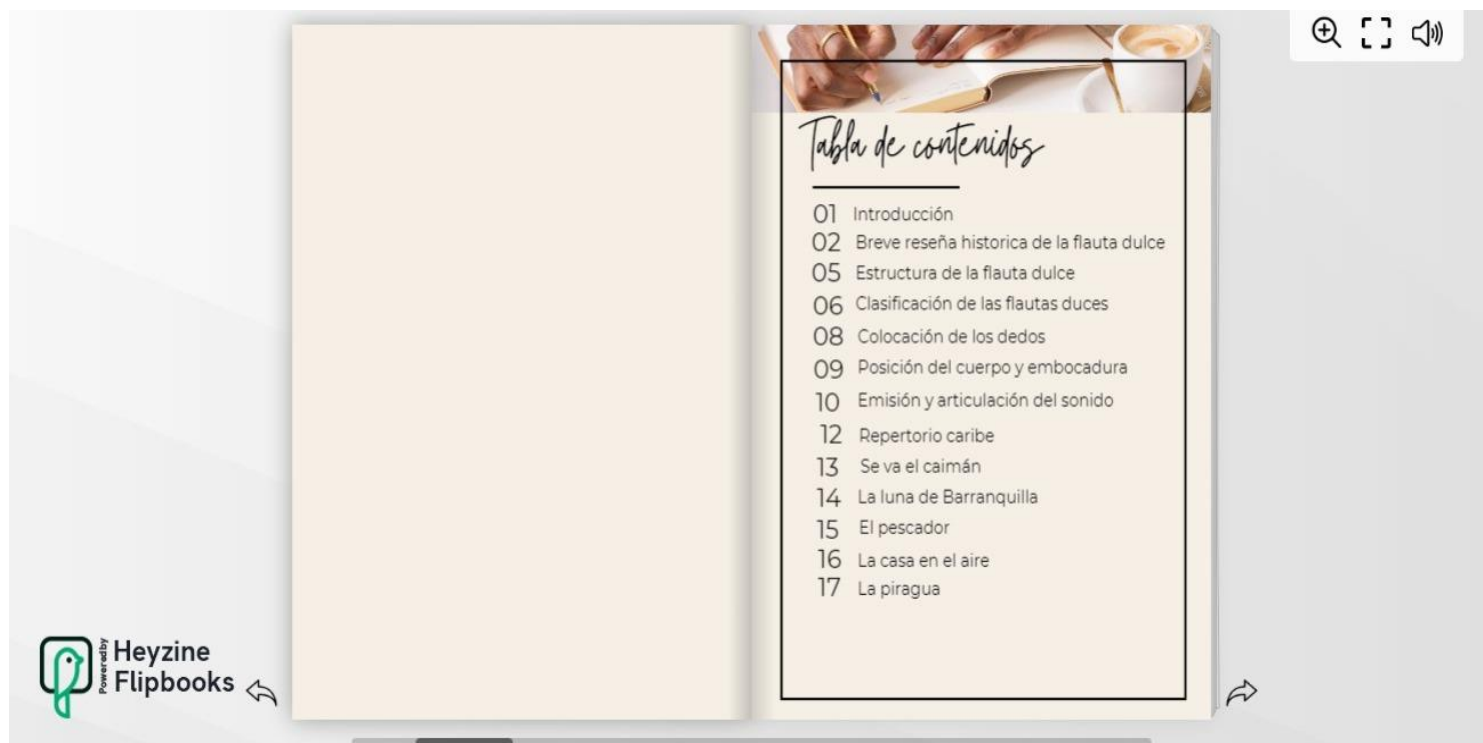 Tabla de contenidos
01 Introducción
02 Breve reseña historica de la flauta dulce
05 Estructura de la flauta dulce
06 Clasificación de las flautas duces
08 Colocación de los dedos
09 Posición del cuerpo y embocadura
10 Emisión y articulación del sonido
12 Repertorio caribe
13 Se va el caimán
14 La luna de Barranquilla
15 El pescador
16 La casa en el aire
17 La piragua
Powered by
Heyzine
Flipbooks